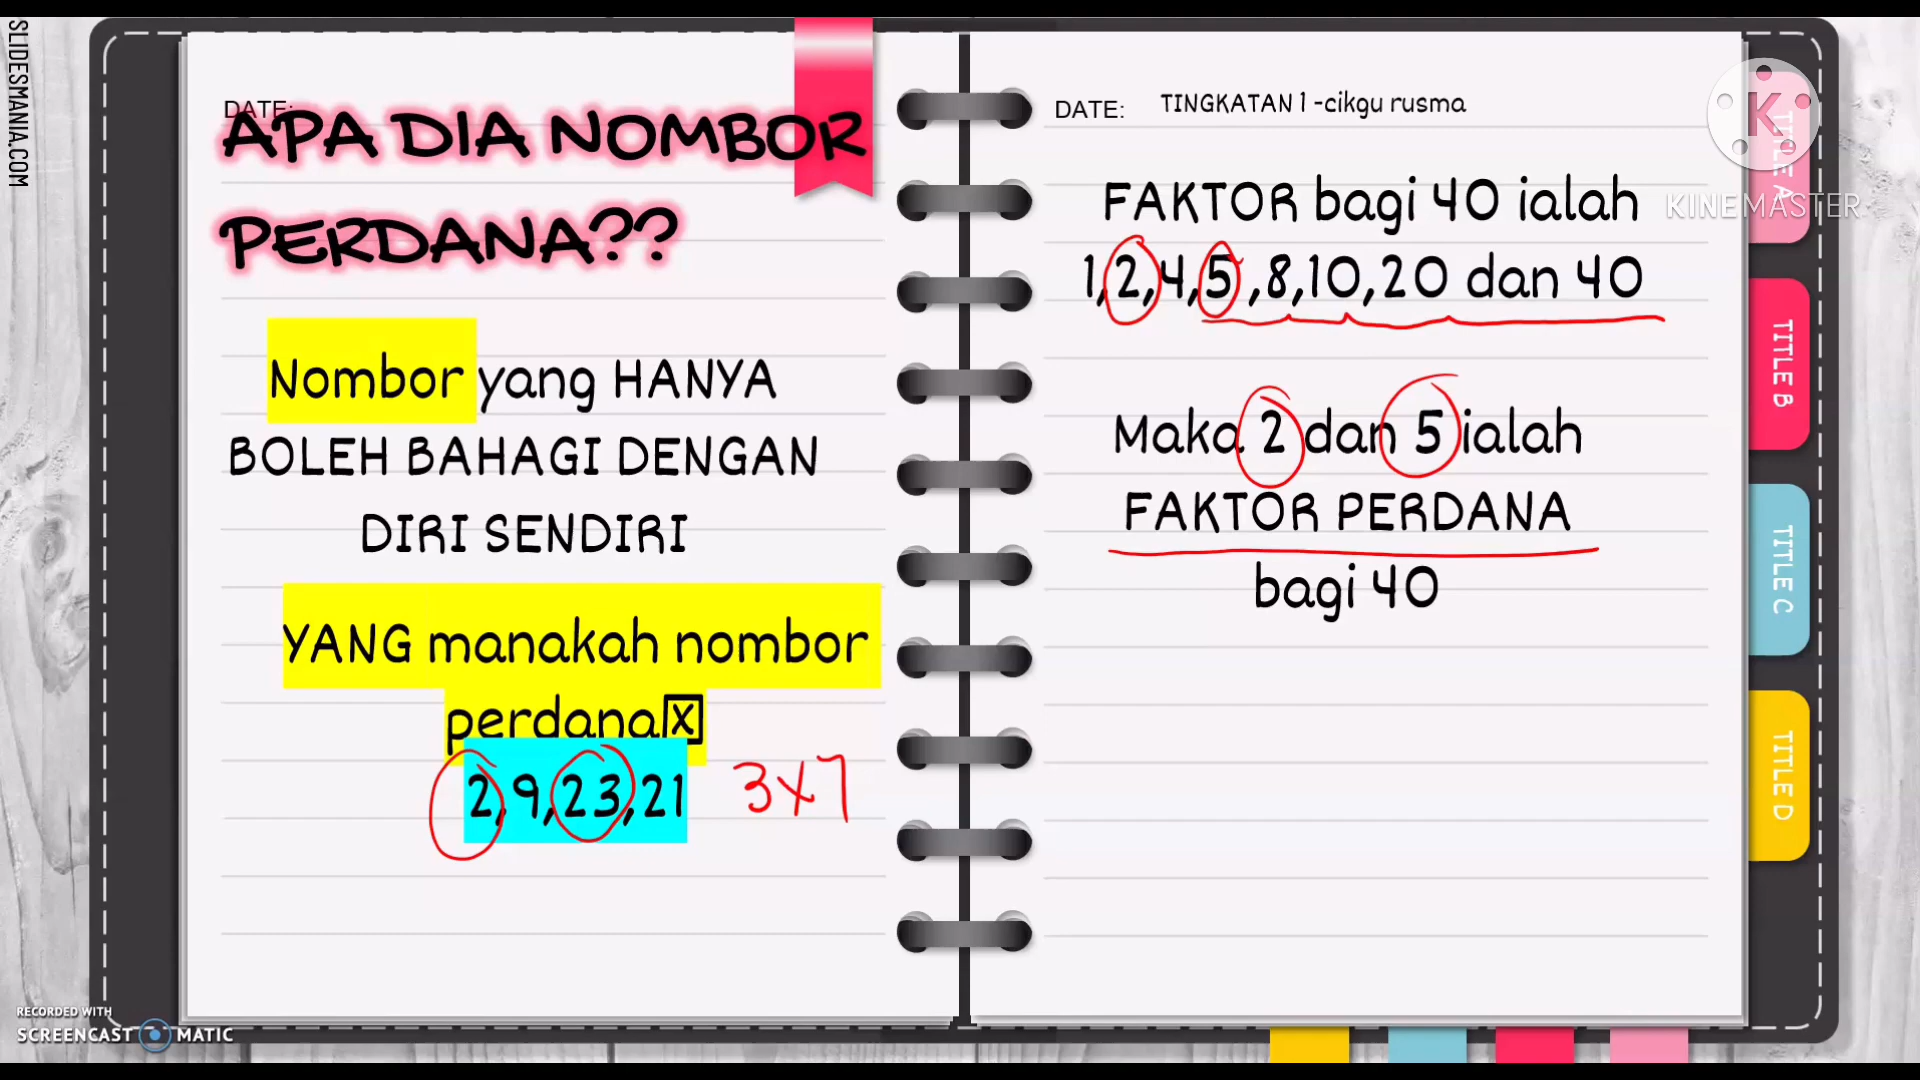 SLIDESMANIA.COM
DATE:
APA DIA NOMBOR
PERDANA??
Nombor yang HANYA
BOLEH BAHAGI DENGAN
DIRI SENDIRI
YANG manakah nombor
perdana
2,9,23,21
3x7
DATE:
TINGKATAN 1 -cikgu rusma
FAKTOR bagi 40 ialah
1,2,4,5 ,8,10,20 dan 40
Maka 2 dan 5 ialah
FAKTOR PERDANA
bagi 40
K
KINEMASTER
TITLE A
TITLE B
TITLE C
TITLE D
RECORDED WITH
SCREENCAST MATIC